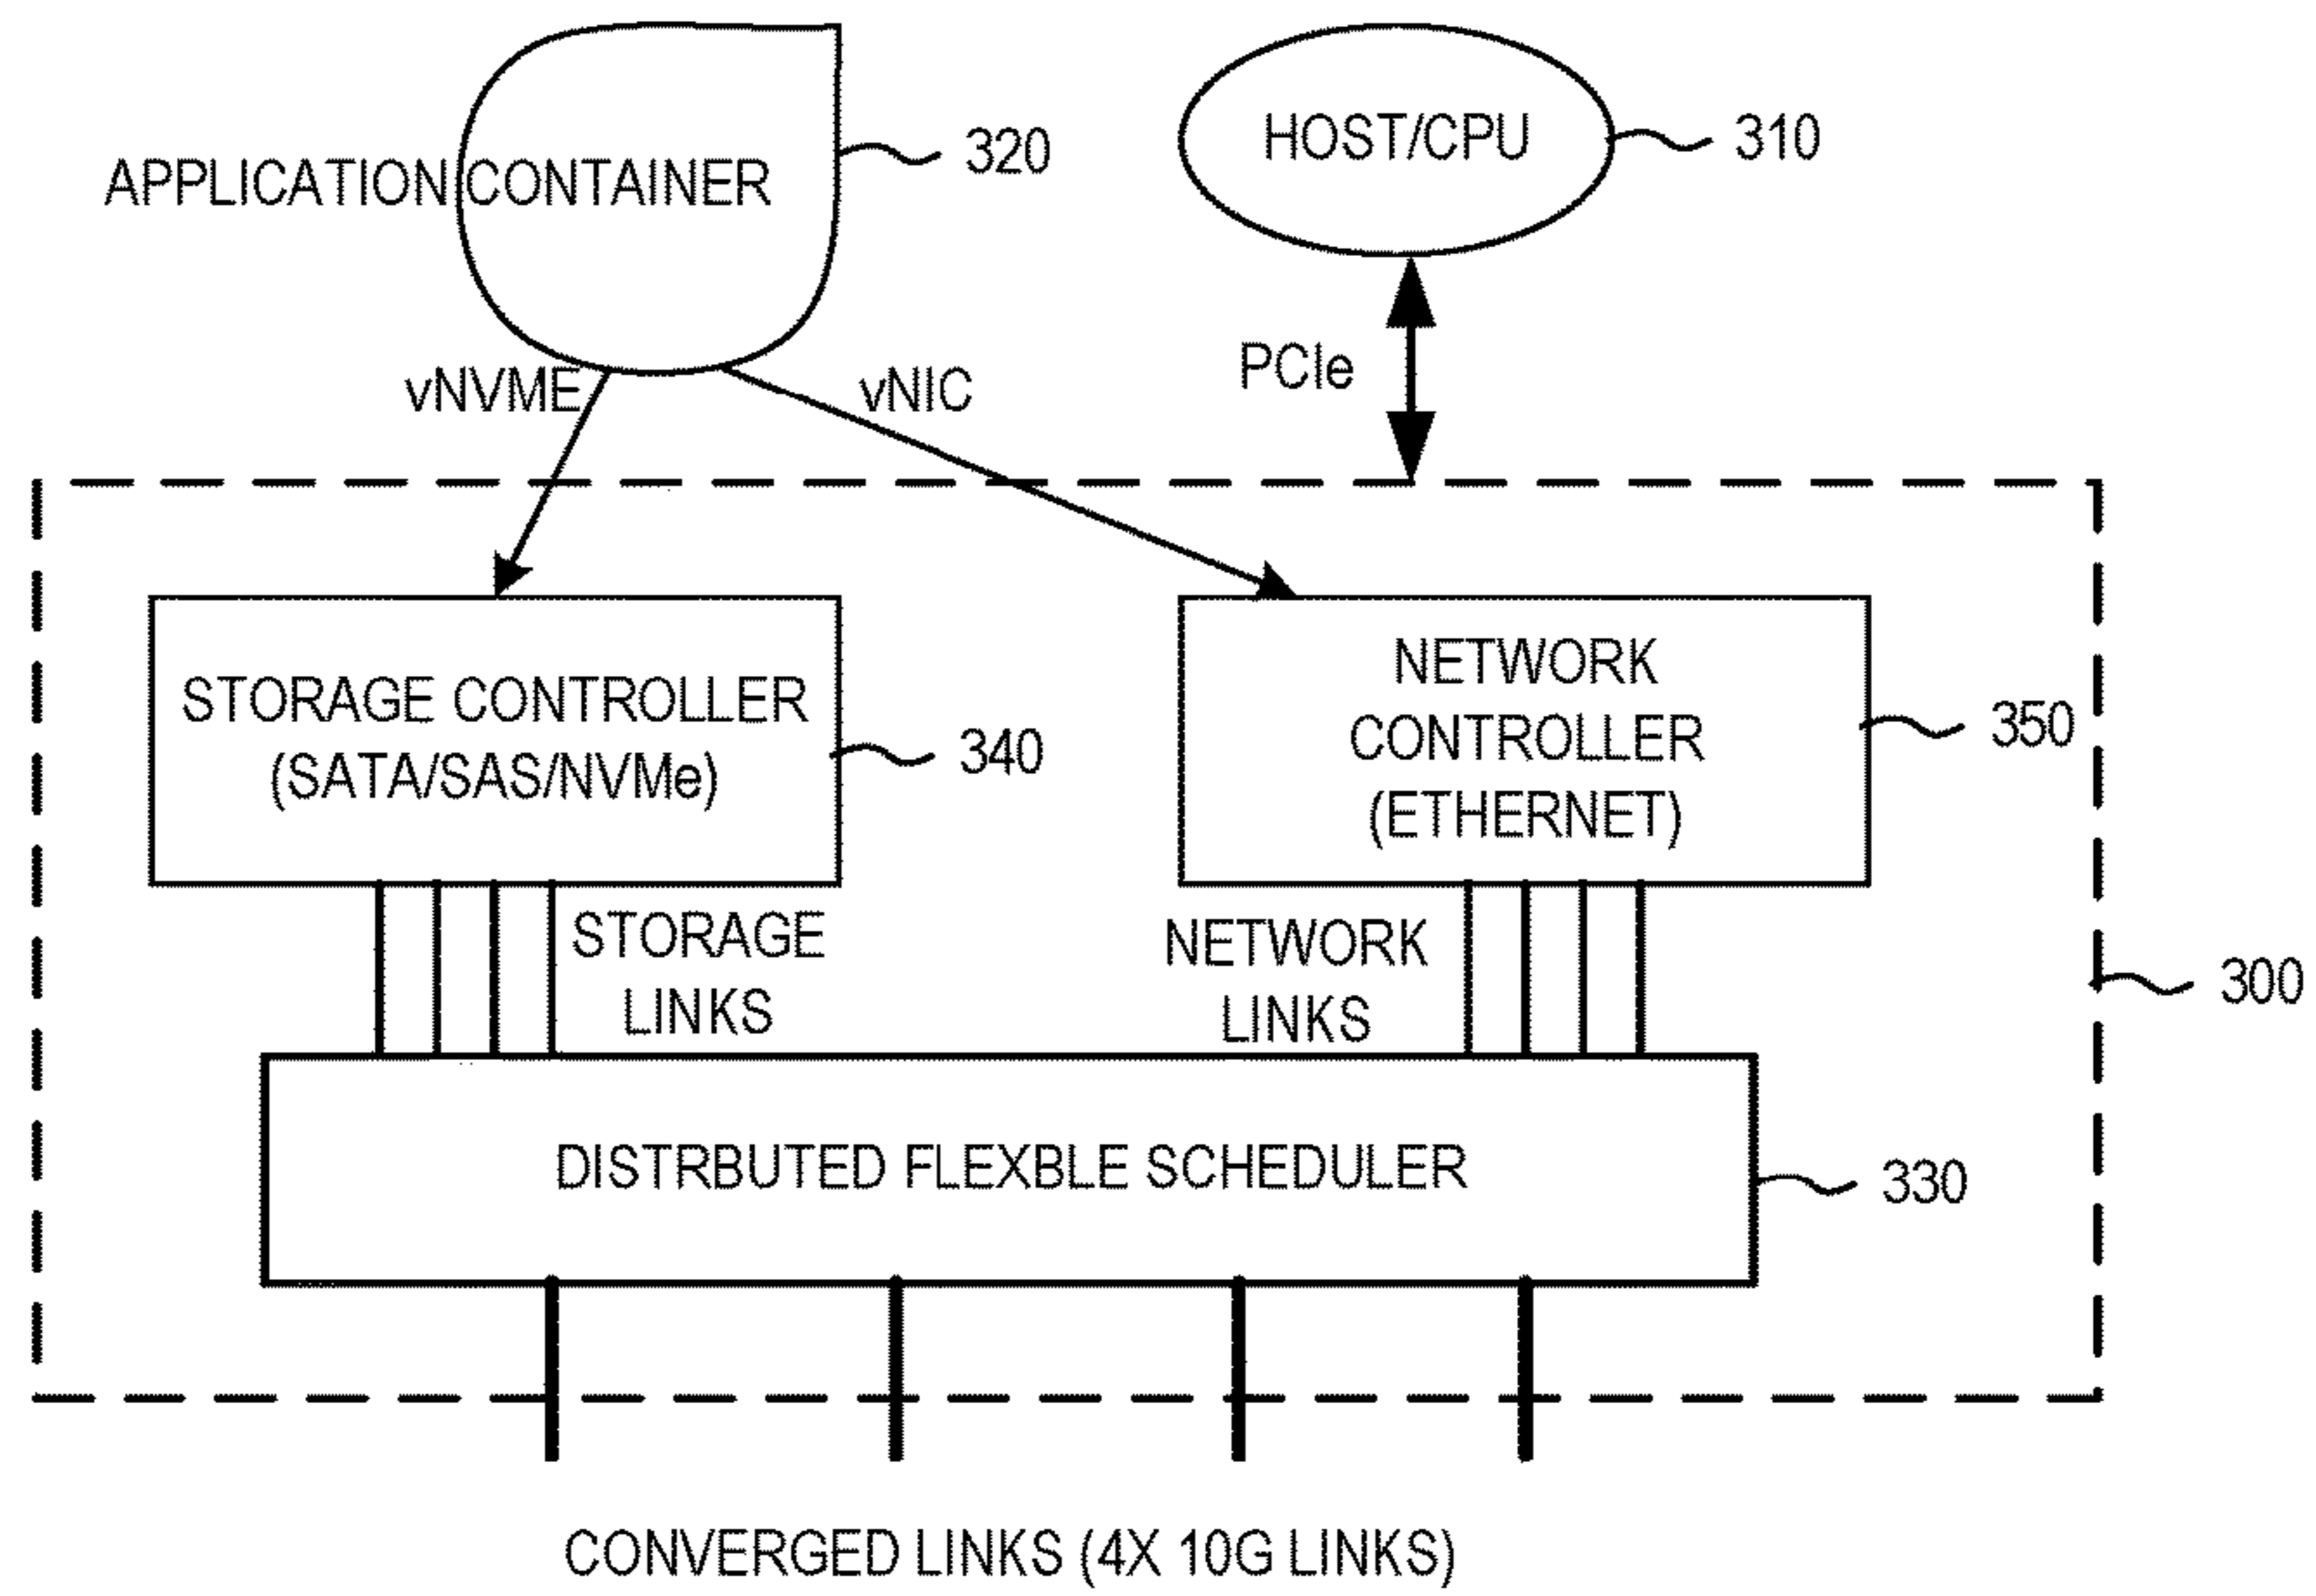 APPLICATION CONTAINER
320
HOST/CPU
310
vNVME
vNIC
PCIe
STORAGE CONTROLLER
(SATA/SAS/NVMe)
340
NETWORK
CONTROLLER
(ETHERNET)
350
STORAGE
LINKS
NETWORK
LINKS
300
DISTRBUTED FLEXBLE SCHEDULER
330
CONVERGED LINKS (4X 10G LINKS)